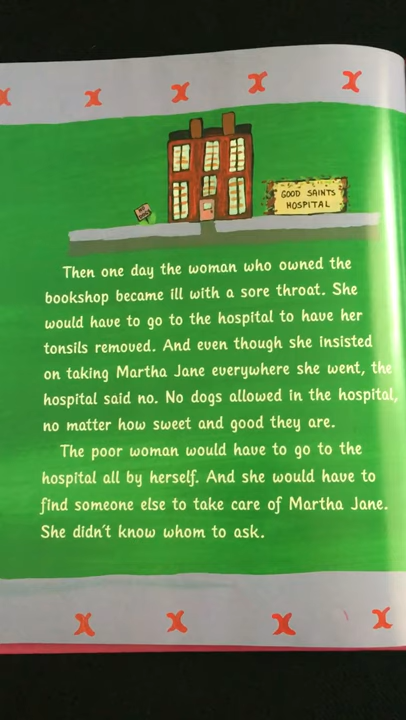 GOOD SAINTS
HOSPITAL
Then one day the woman who owned the
bookshop became ill with a sore throat. She
would have to go to the hospital to have her
tonsils removed. And even though she insisted
on taking Martha Jane everywhere she went, the
hospital said no. No dogs allowed in the hospital,
no matter how sweet and good they are.
The poor woman would have to go to the
hospital all by herself. And she would have to
find someone else to take care of Martha Jane.
She didn't know whom to ask.